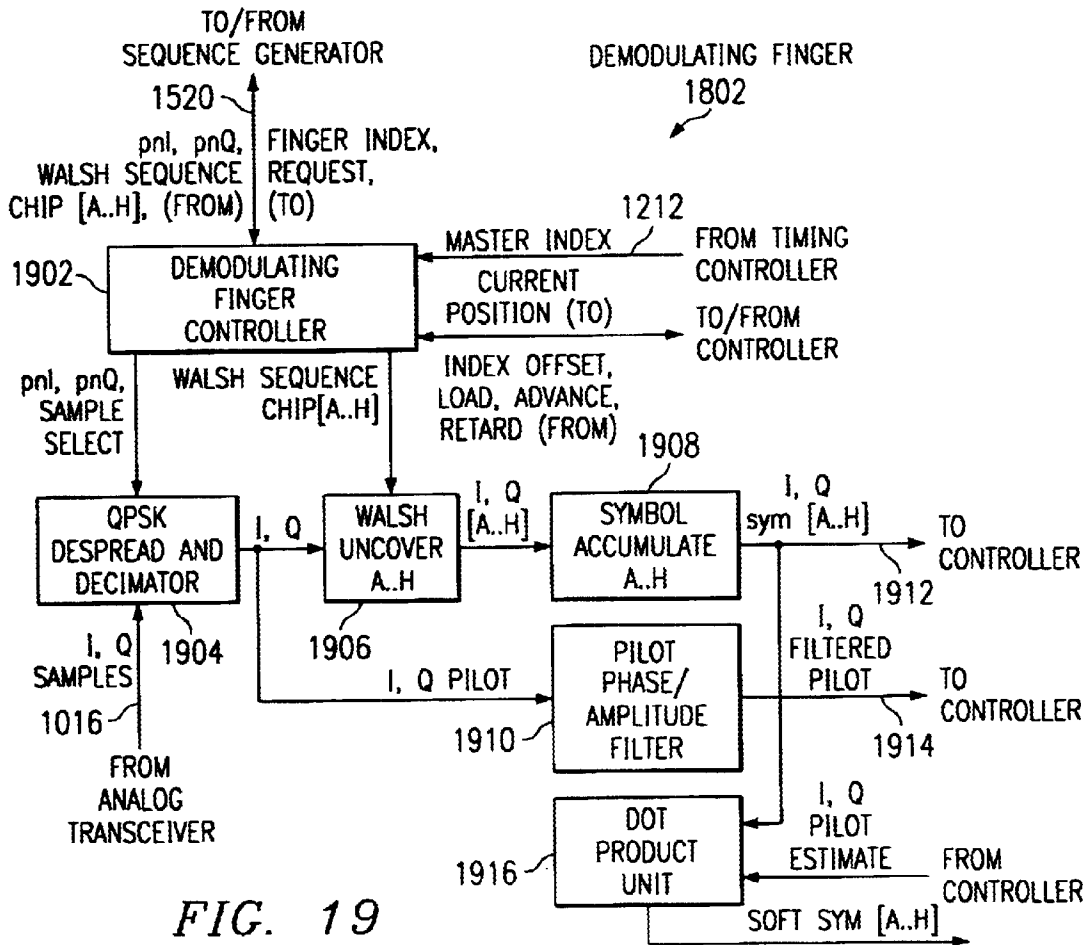 TO/FROM
SEQUENCE GENERATOR
DEMODULATING FINGER
1802
1520
pnI, pnQ,
WALSH SEQUENCE
CHIP [A..H], (FROM)
FINGER INDEX,
REQUEST,
(TO)
1902
DEMODULATING
FINGER
CONTROLLER
1212
MASTER INDEX
FROM TIMING
CONTROLLER
CURRENT
POSITION (TO)
TO/FROM
CONTROLLER
INDEX OFFSET,
LOAD, ADVANCE,
RETARD (FROM)
pnI, pnQ,
SAMPLE
SELECT
WALSH SEQUENCE
CHIP[A..H]
QPSK
DESPREAD AND
DECIMATOR
1904
I, Q
WALSH
UNCOVER
A..H
1906
I, Q
[A..H]
1908
SYMBOL
ACCUMULATE
A..H
I, Q
sym [A..H]
TO
CONTROLLER
1912
I, Q
SAMPLES
1016
FROM
ANALOG
TRANSCEIVER
I, Q PILOT
PILOT
PHASE/
AMPLITUDE
FILTER
1910
I, Q
FILTERED
PILOT
TO
CONTROLLER
1914
DOT
PRODUCT
UNIT
1916
I, Q
PILOT
ESTIMATE
FROM
CONTROLLER
SOFT SYM [A..H]
FIG. 19